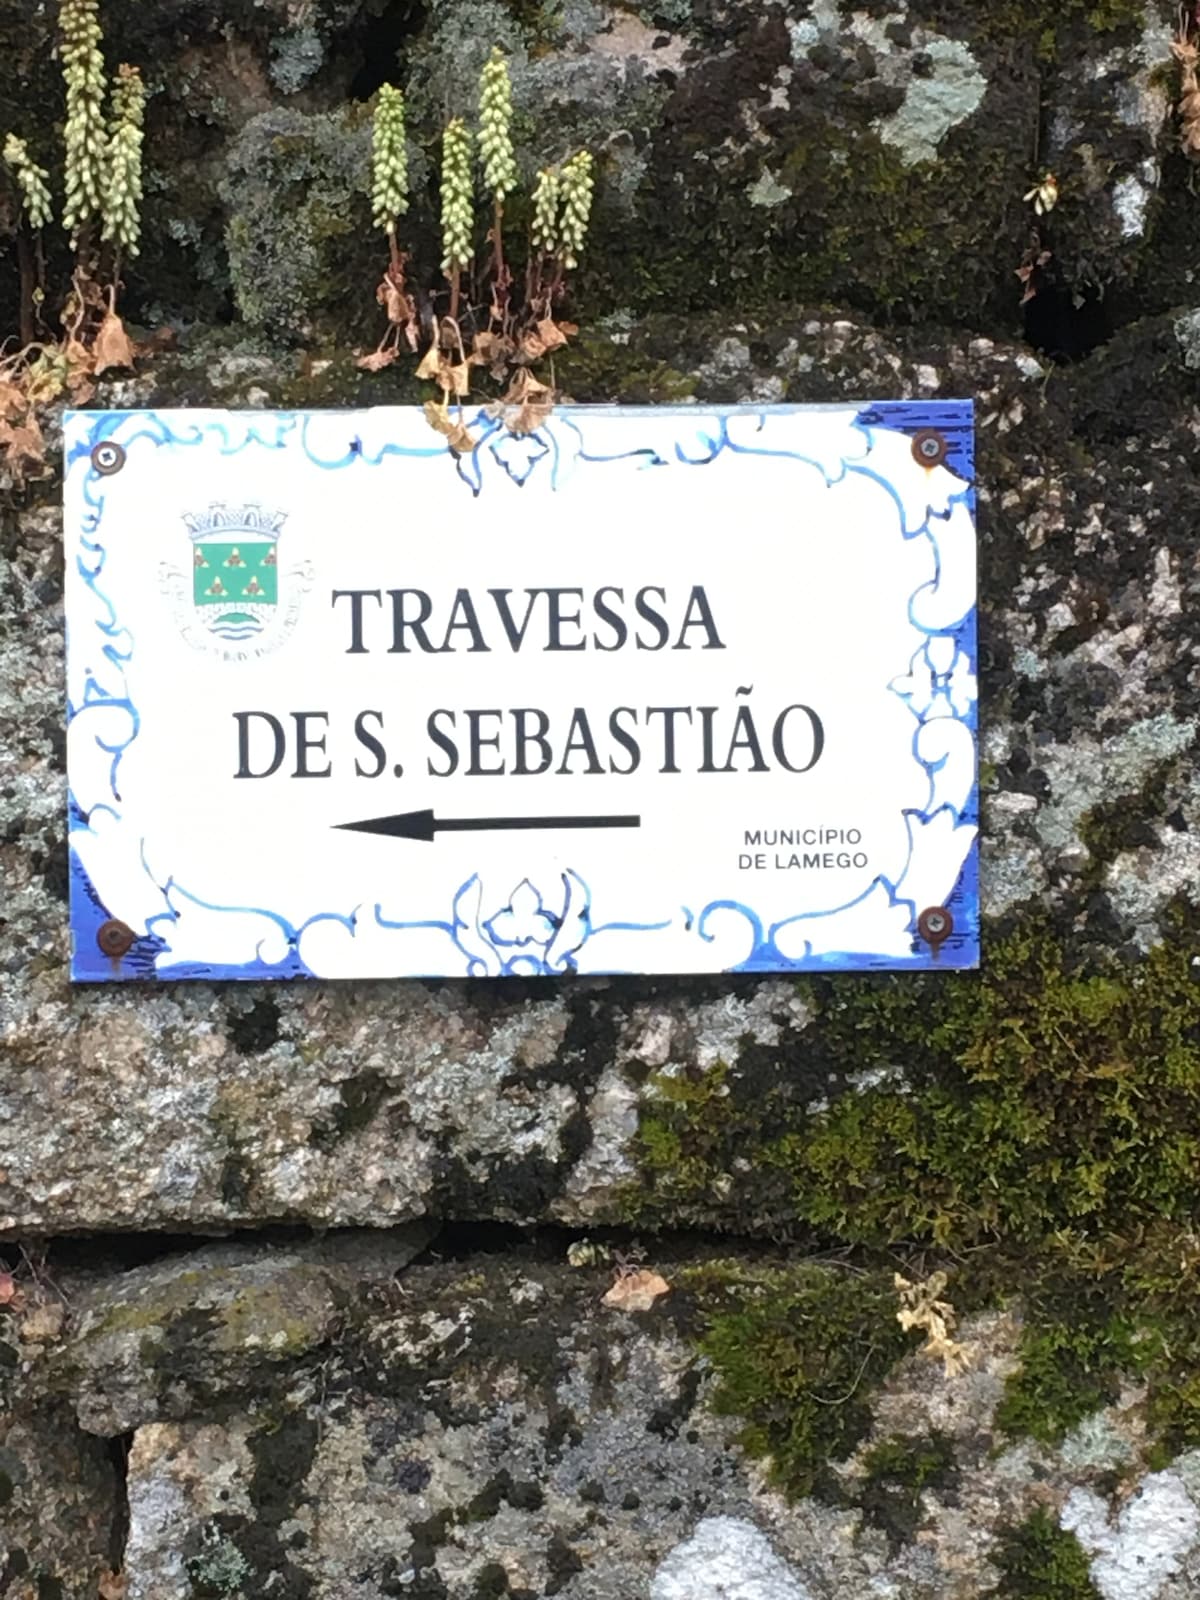 TRAVESSA
DE S. SEBASTIÃO
MUNICÍPIO
DE LAMEGO